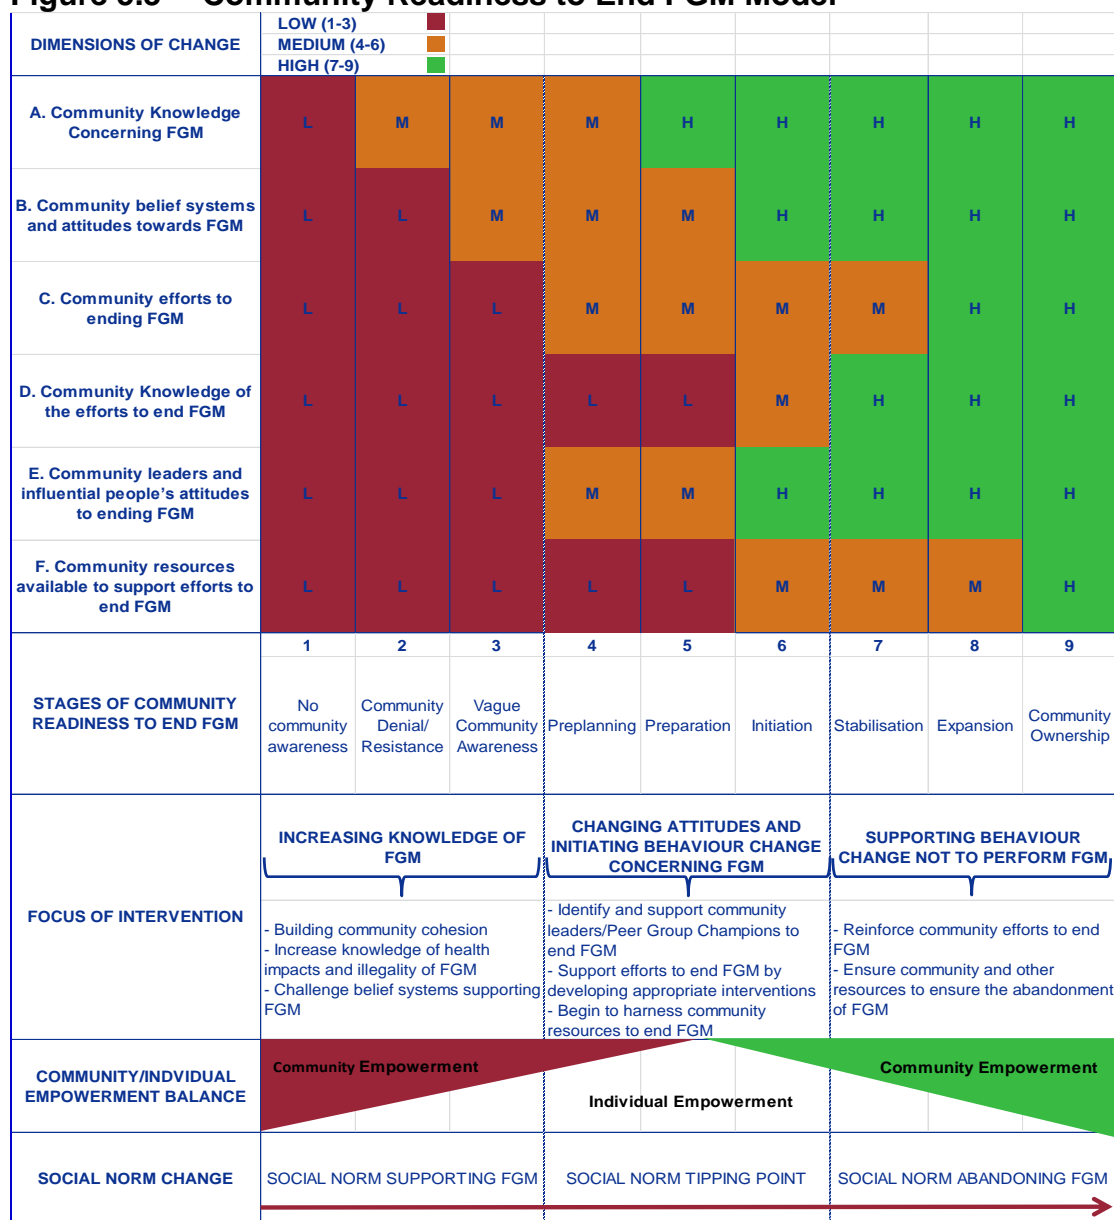 Figure 3.3 Community Readiness to End FGM Model
DIMENSIONS OF CHANGE
LOW (1-3)
MEDIUM (4-6)
HIGH (7-9)
A. Community Knowledge
Concerning FGM
L M M M H H H H H
B. Community belief systems
and attitudes towards FGM
L L M M M H H H H
C. Community efforts to
ending FGM
L L L M M M M H H
D. Community Knowledge of
the efforts to end FGM
L L L L L M H H H
E. Community leaders and
influential people's attitudes
to ending FGM
L L L M M H H H H
F. Community resources
available to support efforts to
end FGM
L L L L L M M M H
1 2 3 4 5 6 7 8 9
STAGES OF COMMUNITY
READINESS TO END FGM
No
community
awareness
Community
Denial/
Resistance
Vague
Community
Awareness
Preplanning
Preparation
Initiation
Stabilisation
Expansion
Community
Ownership
FOCUS OF INTERVENTION
INCREASING KNOWLEDGE OF
FGM
- Building community cohesion
- Increase knowledge of health
impacts and illegality of FGM
- Challenge belief systems supporting
FGM
CHANGING ATTITUDES AND
INITIATING BEHAVIOUR CHANGE
CONCERNING FGM
- Identify and support community
leaders/Peer Group Champions to
end FGM
- Support efforts to end FGM by
developing appropriate interventions
- Begin to harness community
resources to end FGM
SUPPORTING BEHAVIOUR
CHANGE NOT TO PERFORM FGM
- Reinforce community efforts to end
FGM
- Ensure community and other
resources to ensure the abandonment
of FGM
COMMUNITY/INDVIDUAL
EMPOWERMENT BALANCE
Community Empowerment
Individual Empowerment
Community Empowerment
SOCIAL NORM CHANGE
SOCIAL NORM SUPPORTING FGM
SOCIAL NORM TIPPING POINT
SOCIAL NORM ABANDONING FGM